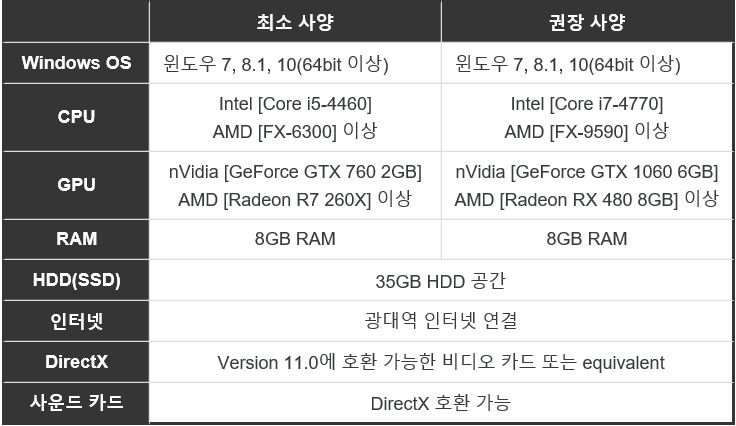 최소 사양 권장 사양
Windows OS 윈도우 7, 8.1, 10(64bit 이상) 윈도우 7, 8.1, 10(64bit 이상)
CPU
Intel [Core i5-4460]
AMD [FX-6300] 이상
Intel [Core i7-4770]
AMD [FX-9590] 이상
GPU
nVidia [GeForce GTX 760 2GB]
AMD [Radeon R7 260X] 이상
nVidia [GeForce GTX 1060 6GB]
AMD [Radeon RX 480 8GB] 이상
RAM 8GB RAM 8GB RAM
HDD(SSD) 35GB HDD 공간
인터넷 광대역 인터넷 연결
DirectX Version 11.0에 호환 가능한 비디오 카드 또는 equivalent
사운드 카드 DirectX 호환 가능